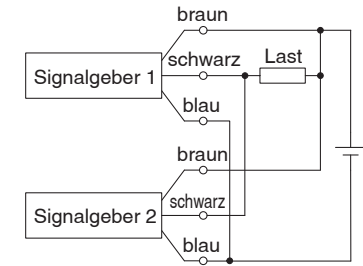 braun
schwarz
Last
Signalgeber 1
blau
braun
schwarz
Signalgeber 2
blau